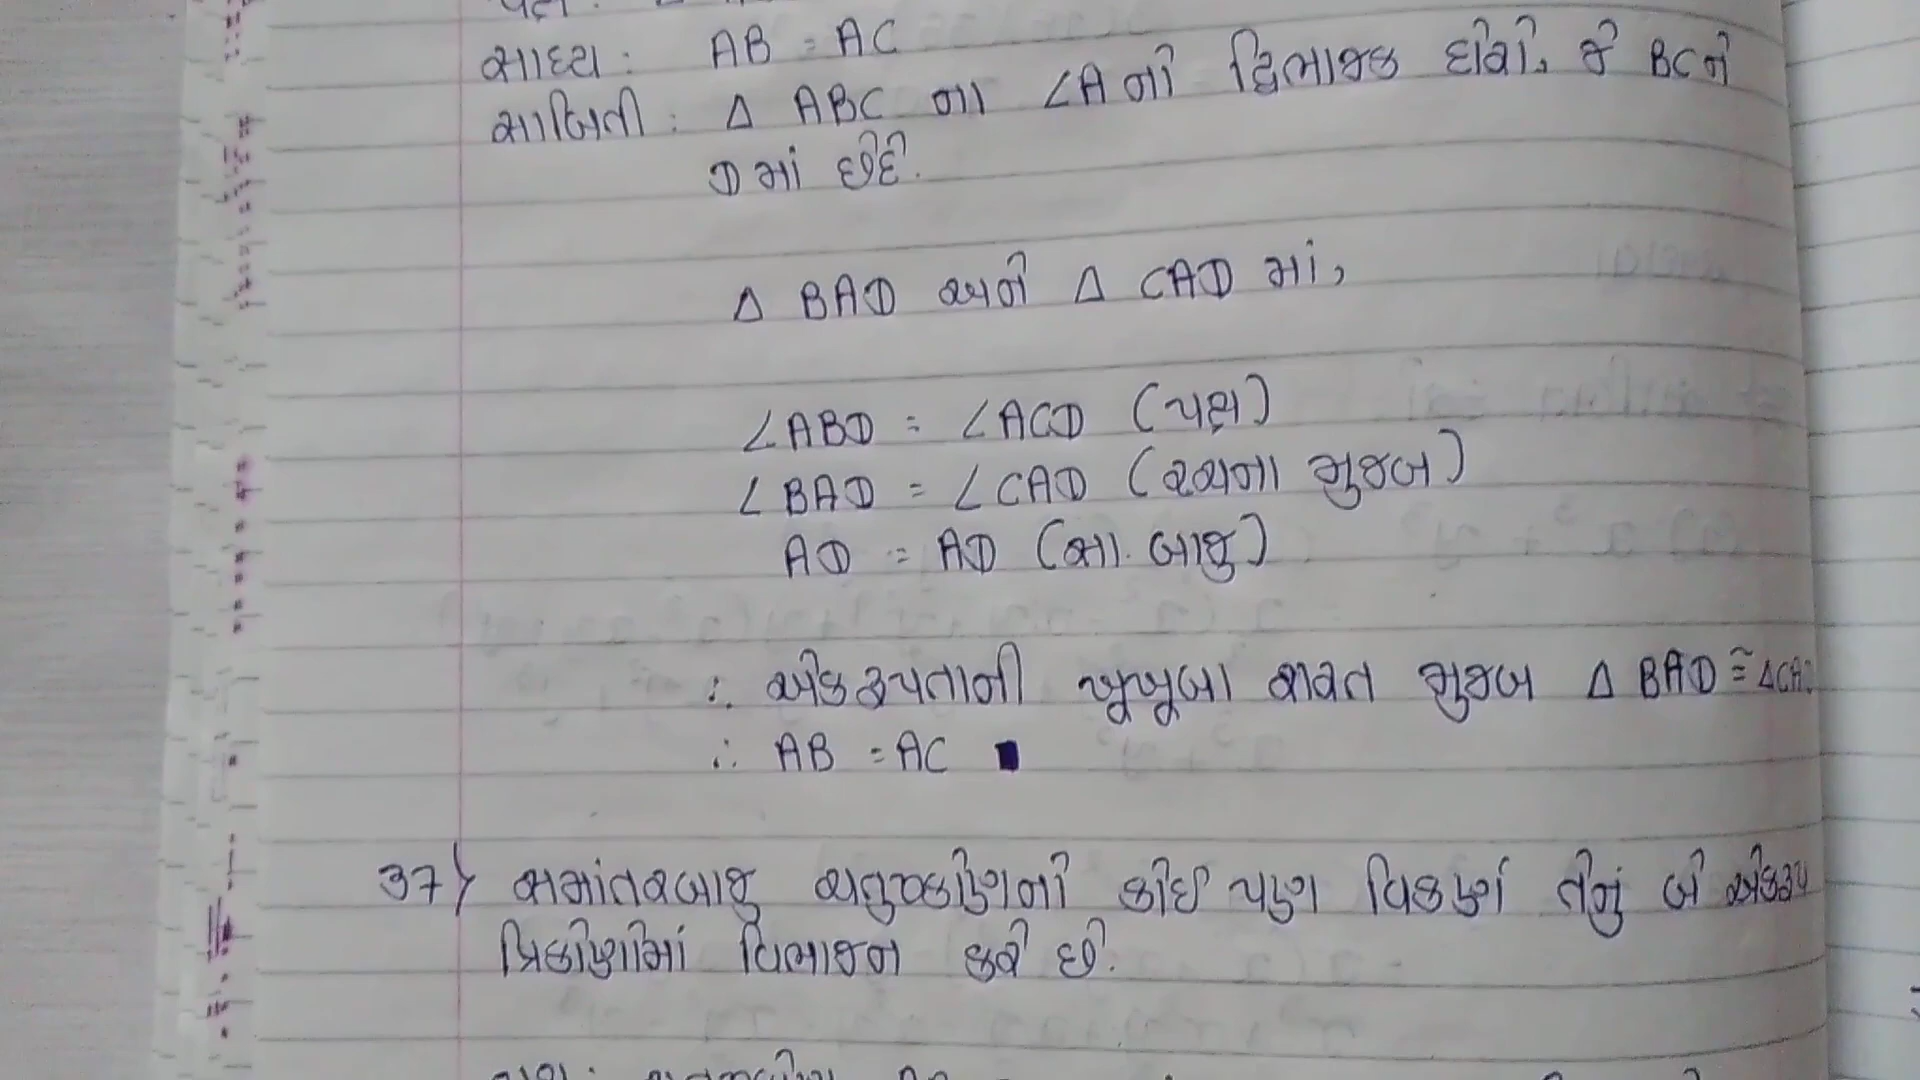 સાધ્ય : AB = AC
સાબિતી : Δ ABC ના ∠A નો દ્વિભાજક દોરો, જે BC ને
D માં છેદે.
Δ BAD અને Δ CAD માં,
∠ABD = ∠ACD (પક્ષ)
∠BAD = ∠CAD (રચના મુજબ)
AD = AD (સા. બાજુ)
∴ એકરૂપતાની ખૂખૂબા શરત મુજબ Δ BAD ≅ ΔCA
∴ AB = AC
37) સમાંતરબાજુ ચતુષ્કોણનો કોઈ પણ વિકર્ણ તેનું બે એકરૂપ
ત્રિકોણોમાં વિભાજન કરે છે.